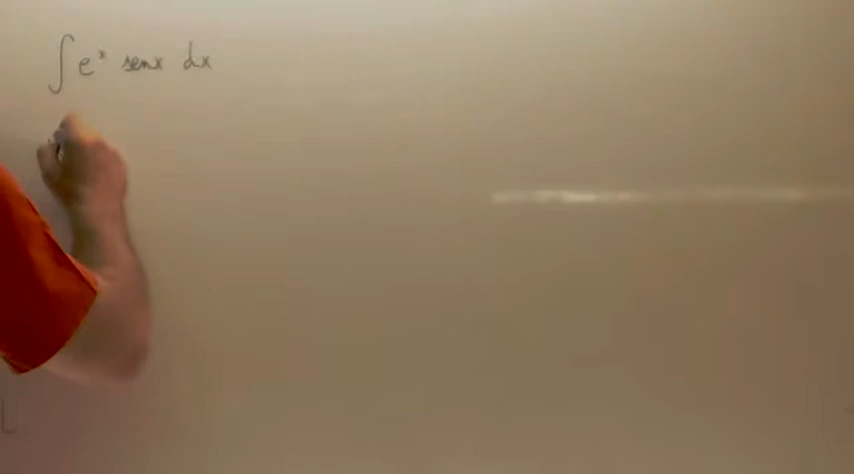 ∫ eˣ senx dx